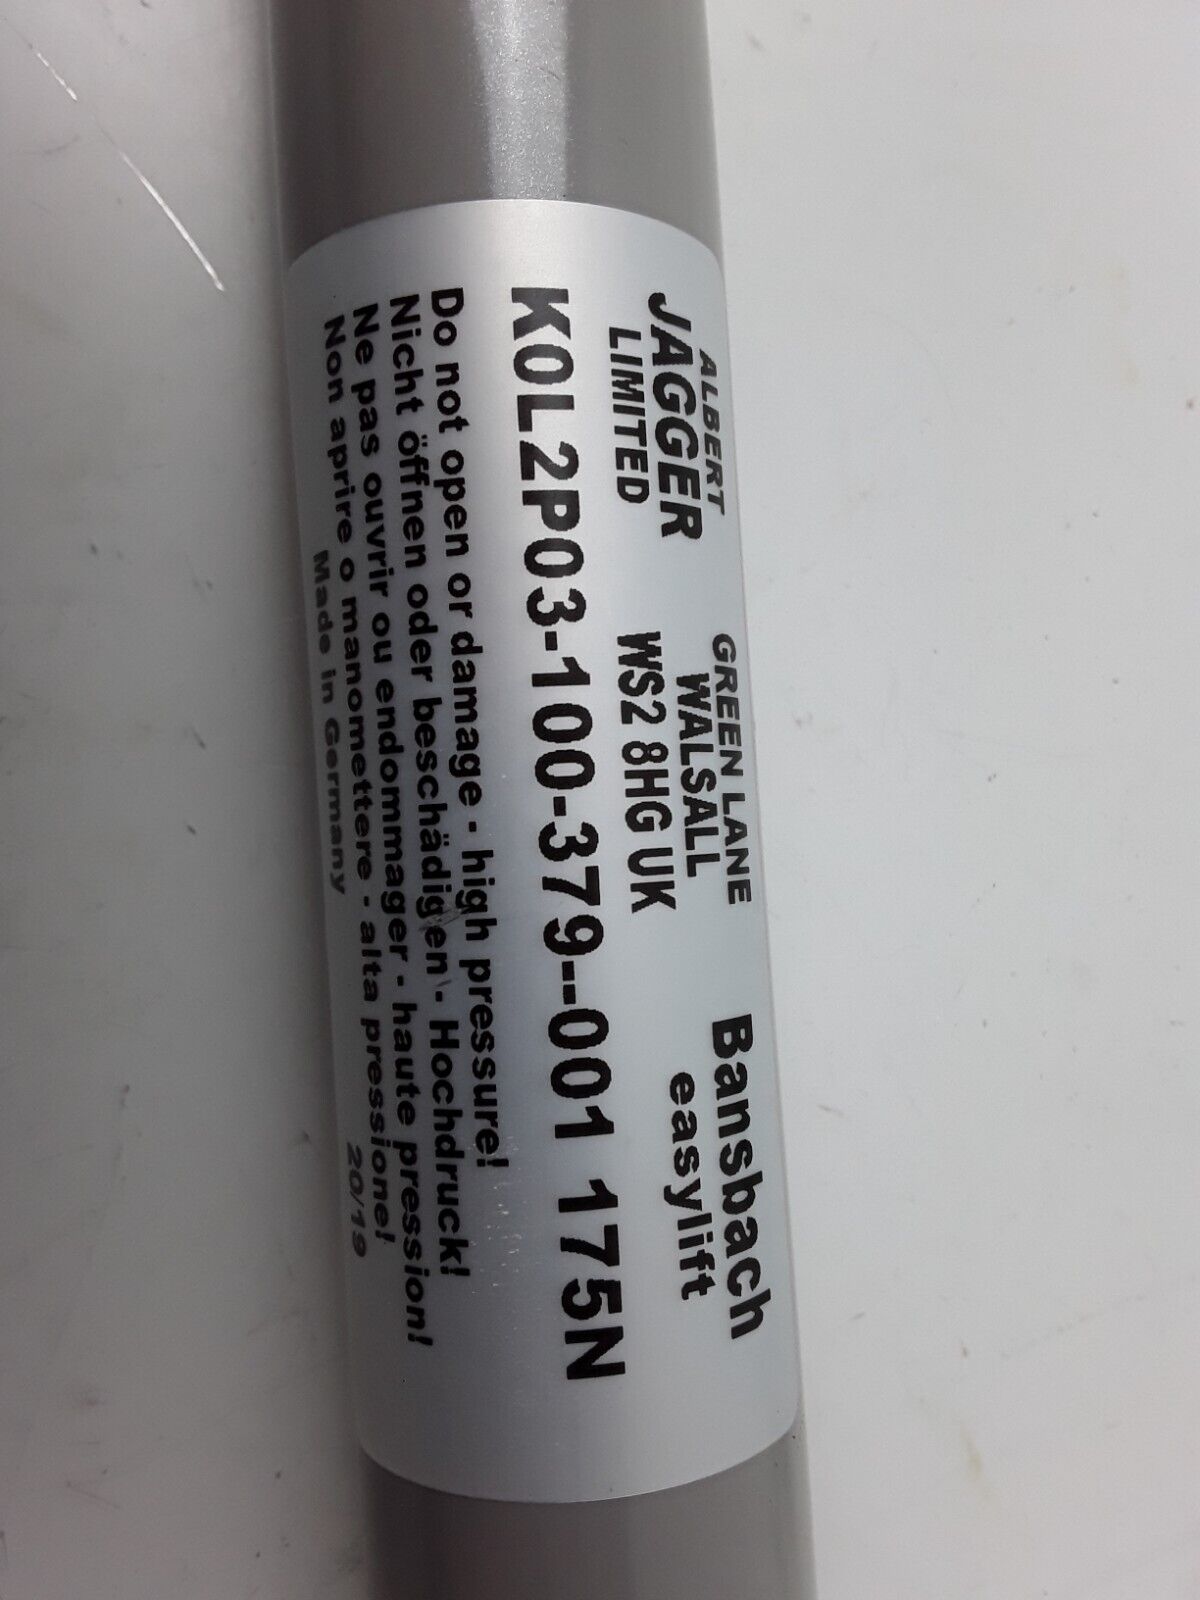 ALBERT
JAGGER
LIMITED
GREEN LANE
WALSALL
WS2 8HG UK
Bansbach
easylift
K0L2P03-100-379--001 175N
Do not open or damage - high pressure!
Nicht öffnen oder beschädigen - Hochdruck!
Ne pas ouvrir ou endommager - haute pression!
Non aprire o manomettere - alta pressione!
Made in Germany
20/19